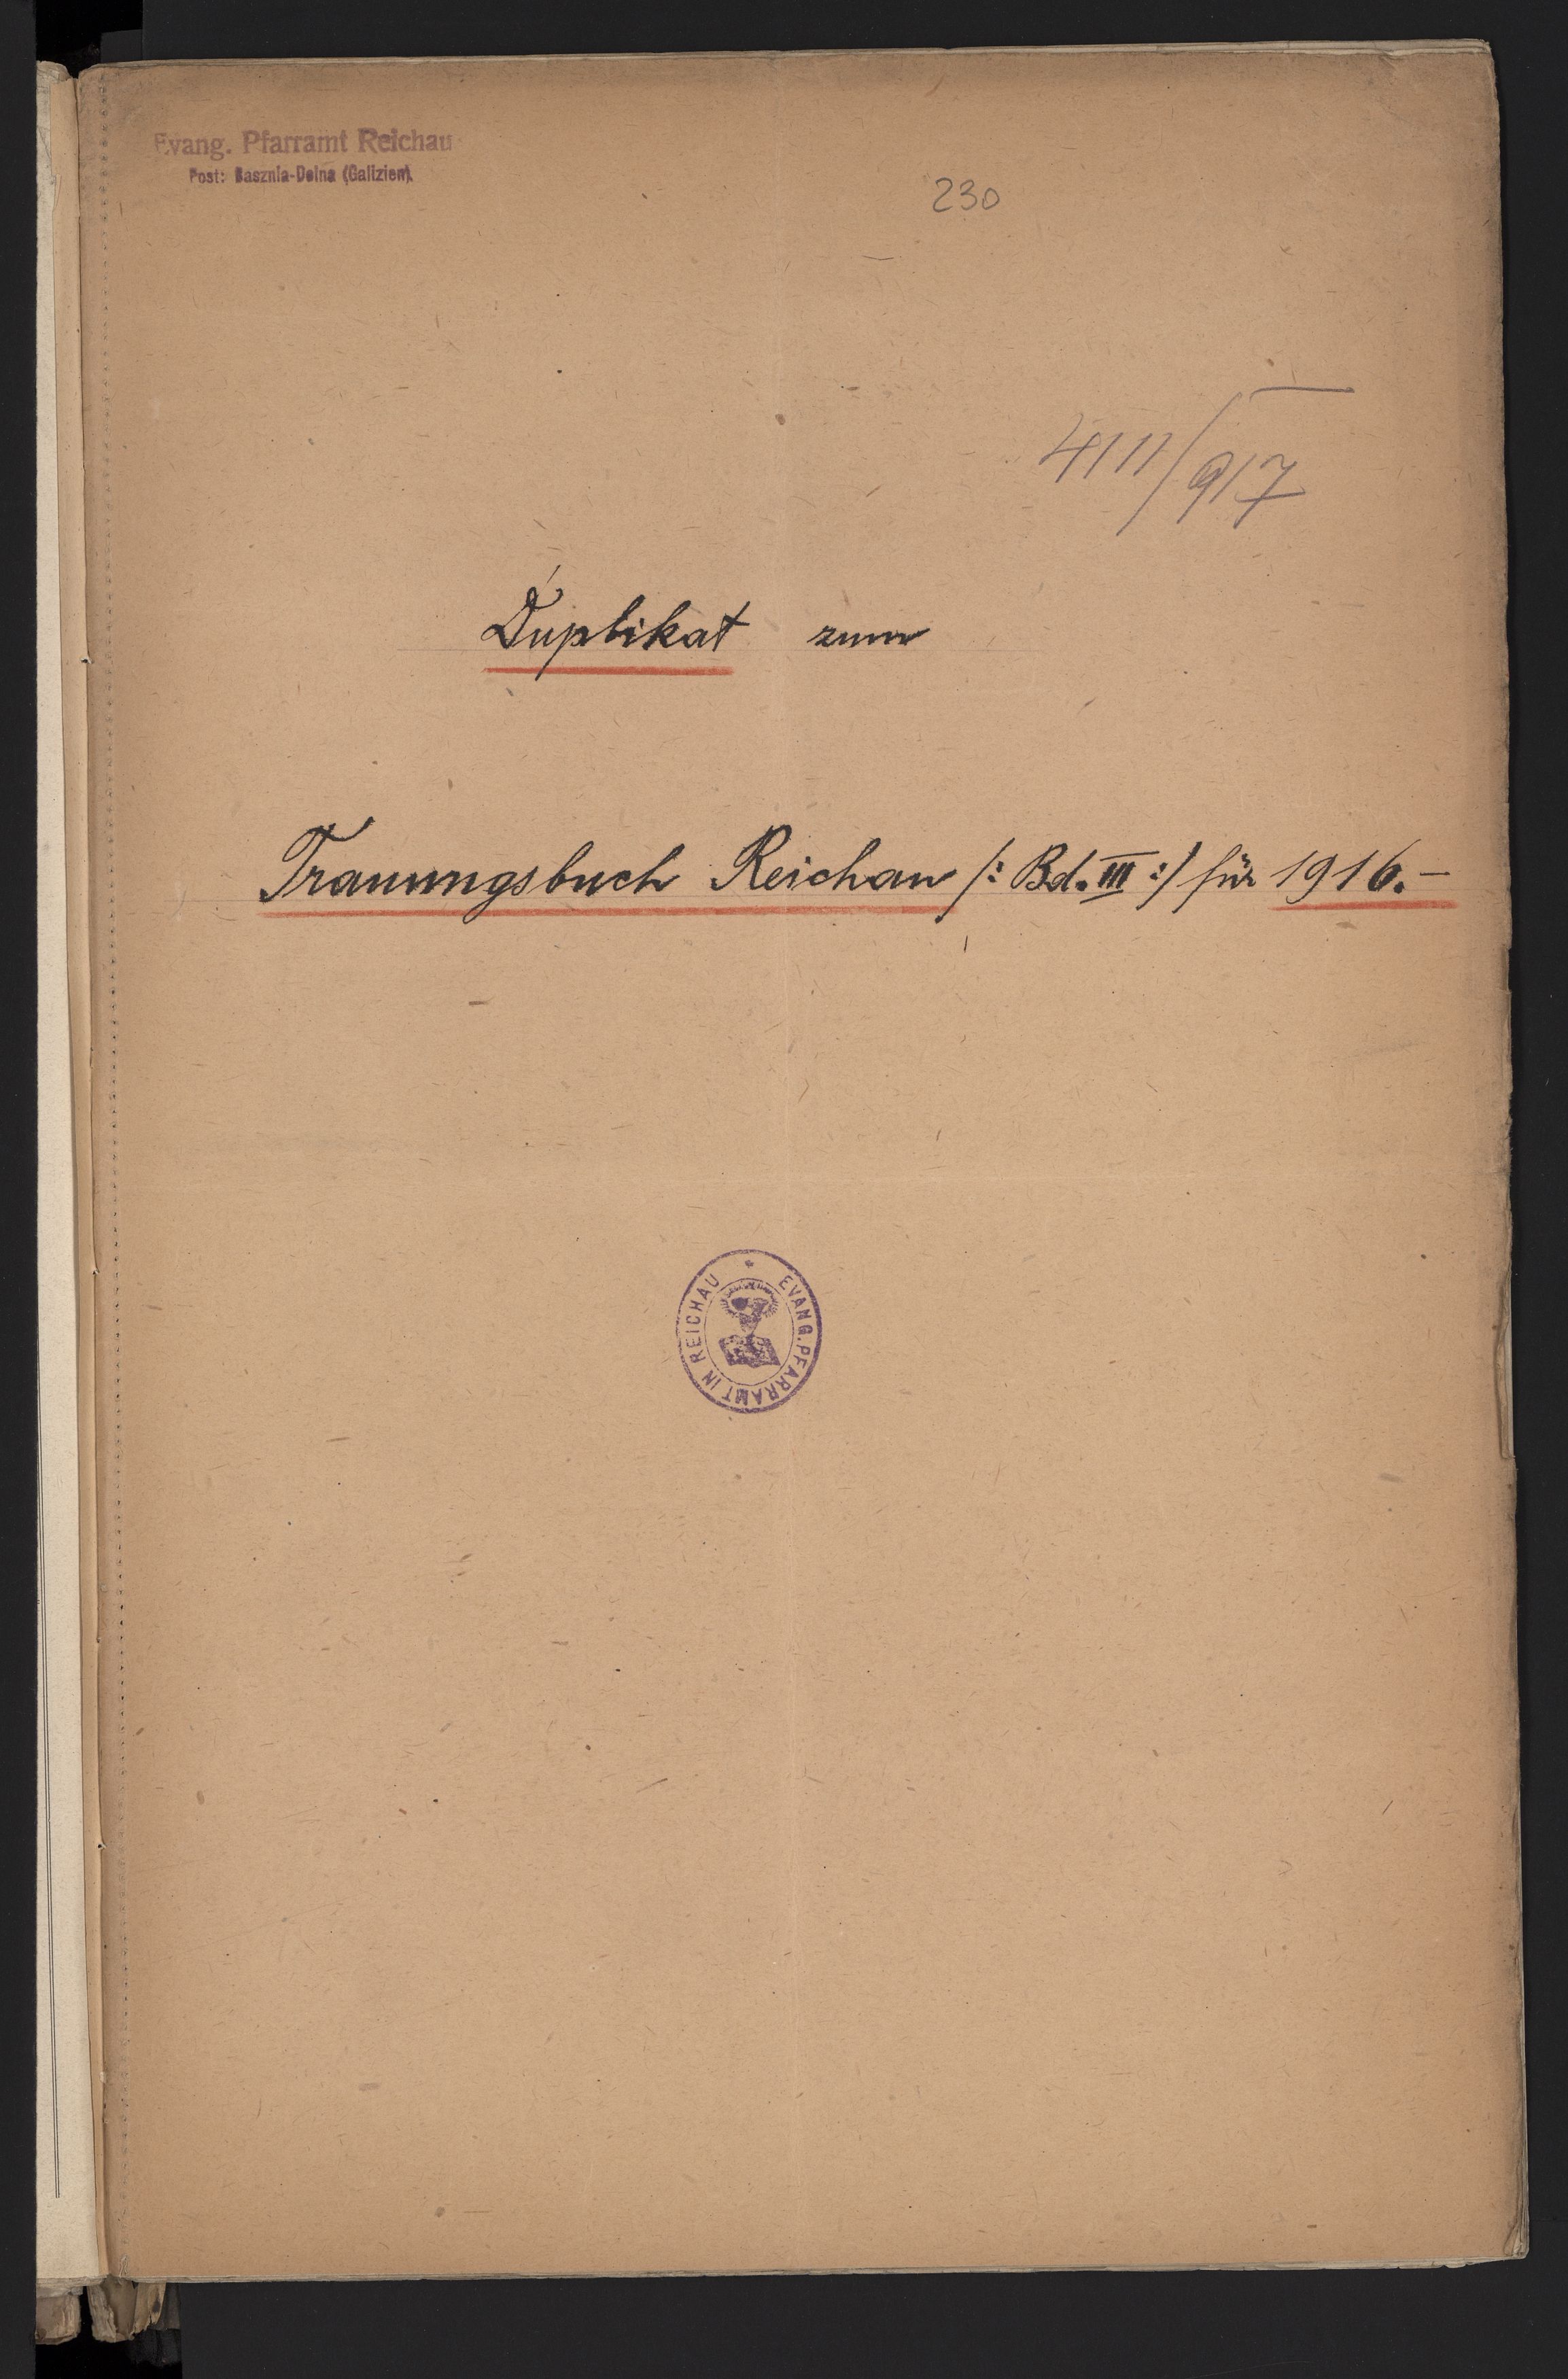 Evang. Pfarramt Reichau
Post: Basznia-Dolna (Galizien).
230
4111/917
Duplikat zum
Trauungsbuch Reichau /: Bd. III :/ für 1916.-
* EVANG. PFARRAMT IN REICHAU